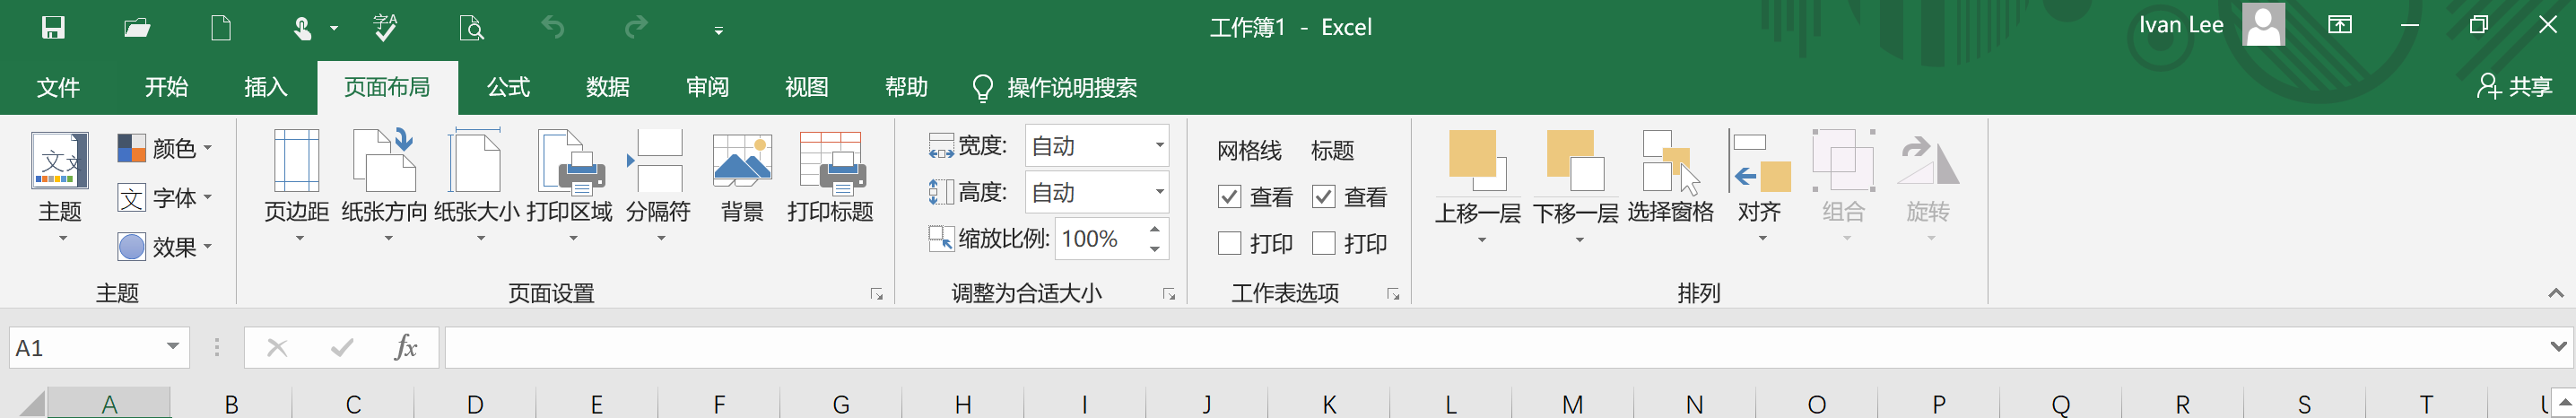 字A
工作簿1 - Excel
Ivan Lee
文件 开始 插入 页面布局 公式 数据 审阅 视图 帮助 操作说明搜索 共享
文文 主题
颜色
文 字体
效果
主题
页边距 纸张方向 纸张大小 打印区域 分隔符 背景 打印标题
页面设置
宽度: 自动
高度: 自动
缩放比例: 100%
调整为合适大小
网格线 标题
查看 查看
打印 打印
工作表选项
上移一层 下移一层 选择窗格 对齐 组合 旋转
排列
A1 fx
A B C D E F G H I J K L M N O P Q R S T U